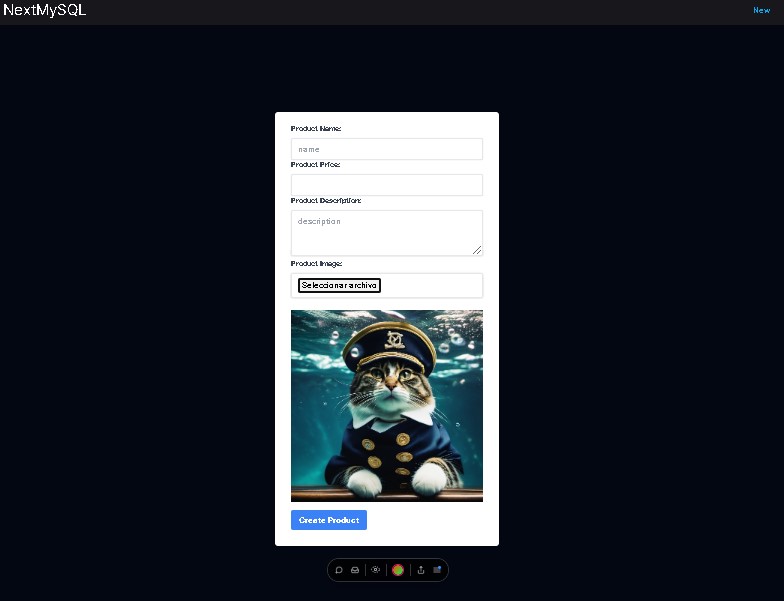 NextMySQL
New
Product Name:
name
Product Price:
Product Description:
description
Product Image:
Seleccionar archivo
Create Product